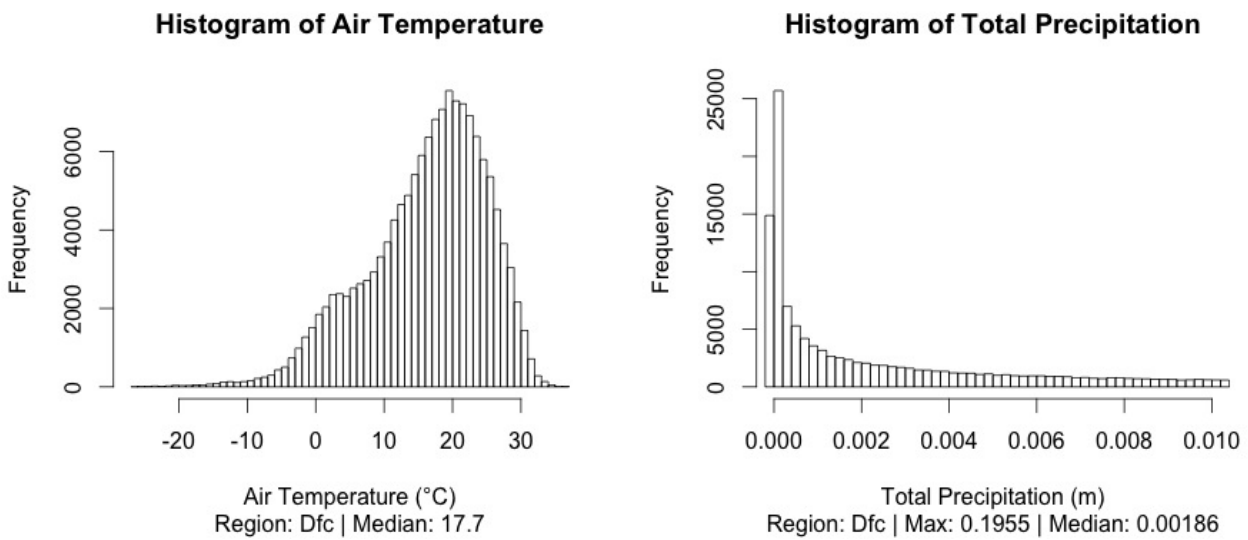 Histogram of Air Temperature
Frequency
6000
4000
2000
0
-20 -10 0 10 20 30
Air Temperature (°C)
Region: Dfc | Median: 17.7
Histogram of Total Precipitation
Frequency
25000
15000
5000
0
0.000 0.002 0.004 0.006 0.008 0.010
Total Precipitation (m)
Region: Dfc | Max: 0.1955 | Median: 0.00186